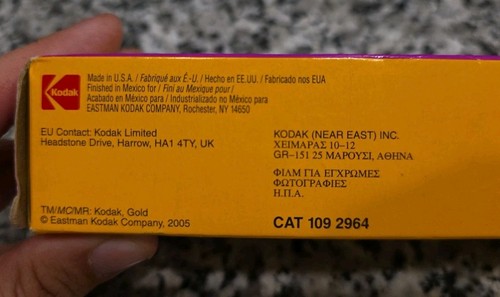 Kodak
Made in U.S.A. / Fabriqué aux É.-U. / Hecho en EE.UU. / Fabricado nos EUA
Finished in Mexico for / Fini au Mexique pour /
Acabado en México para / Industrializado no México para
EASTMAN KODAK COMPANY, Rochester, NY 14650
EU Contact: Kodak Limited
Headstone Drive, Harrow, HA1 4TY, UK
TM/MC/MR: Kodak, Gold
© Eastman Kodak Company, 2005
KODAK (NEAR EAST) INC.
ΧΕΙΜΑΡΑΣ 10-12
GR-151 25 ΜΑΡΟΥΣΙ, ΑΘΗΝΑ
ΦΙΛΜ ΓΙΑ ΕΓΧΡΩΜΕΣ
ΦΩΤΟΓΡΑΦΙΕΣ
Η.Π.Α.
CAT 109 2964